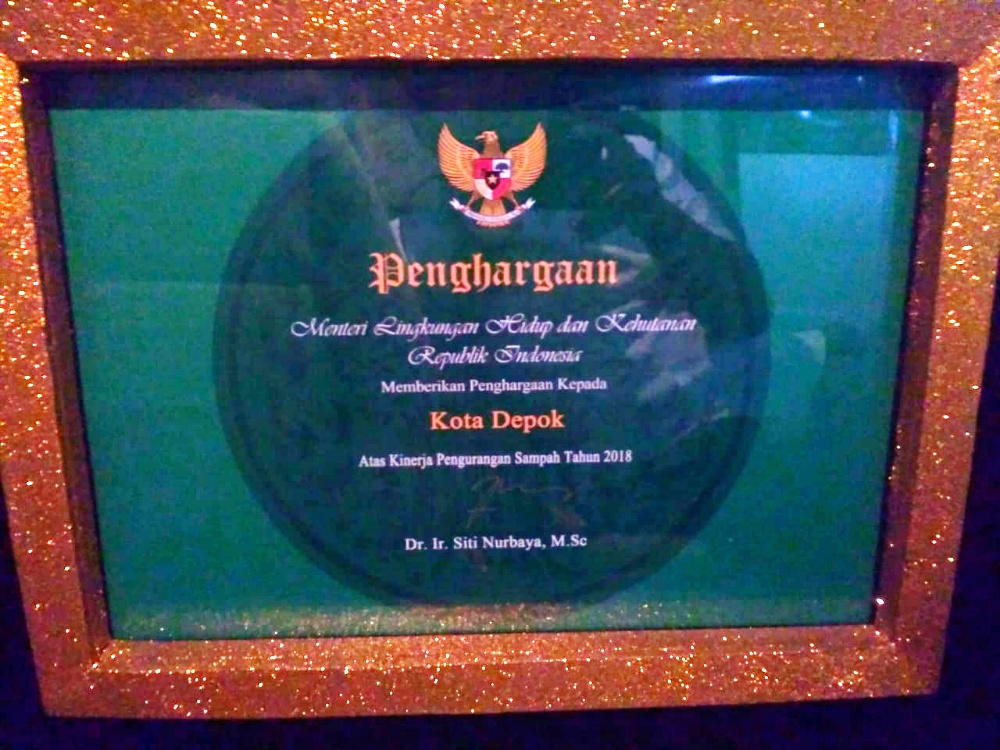 Penghargaan
Menteri Lingkungan Hidup dan Kehutanan
Republik Indonesia
Memberikan Penghargaan Kepada
Kota Depok
Atas Kinerja Pengurangan Sampah Tahun 2018
Dr. Ir. Siti Nurbaya, M.Sc